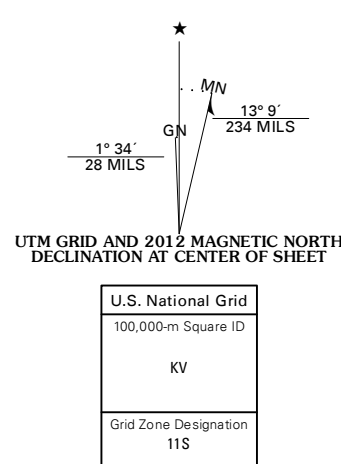 ★
MN
GN
13° 9´
234 MILS
1° 34´
28 MILS
UTM GRID AND 2012 MAGNETIC NORTH
DECLINATION AT CENTER OF SHEET
U.S. National Grid
100,000-m Square ID
KV
Grid Zone Designation
11S